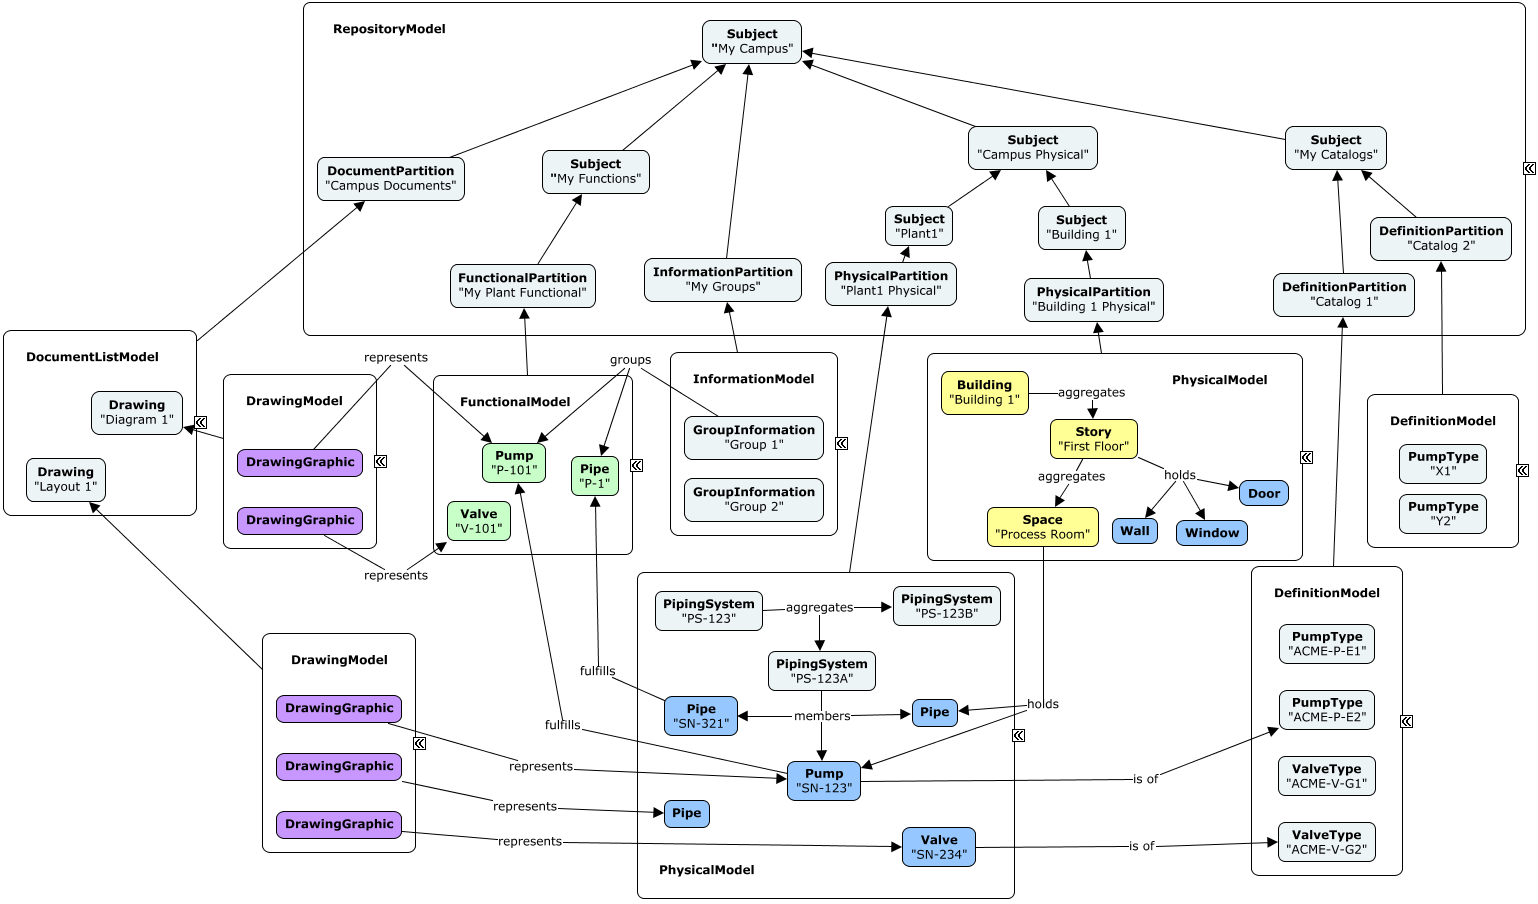 RepositoryModel
Subject
"My Campus"
DocumentPartition
"Campus Documents"
Subject
"My Functions"
Subject
"Campus Physical"
Subject
"My Catalogs"
Subject
"Plant1"
Subject
"Building 1"
DefinitionPartition
"Catalog 2"
FunctionalPartition
"My Plant Functional"
InformationPartition
"My Groups"
PhysicalPartition
"Plant1 Physical"
PhysicalPartition
"Building 1 Physical"
DefinitionPartition
"Catalog 1"
DocumentListModel
Drawing
"Diagram 1"
Drawing
"Layout 1"
DrawingModel
DrawingGraphic
DrawingGraphic
represents
represents
FunctionalModel
Pump
"P-101"
Pipe
"P-1"
Valve
"V-101"
groups
InformationModel
GroupInformation
"Group 1"
GroupInformation
"Group 2"
PhysicalModel
Building
"Building 1"
aggregates
Story
"First Floor"
aggregates
holds
Door
Space
"Process Room"
Wall
Window
DefinitionModel
PumpType
"X1"
PumpType
"Y2"
DrawingModel
DrawingGraphic
DrawingGraphic
DrawingGraphic
represents
represents
represents
fulfills
fulfills
PipingSystem
"PS-123"
aggregates
PipingSystem
"PS-123B"
PipingSystem
"PS-123A"
Pipe
"SN-321"
members
Pipe
holds
Pump
"SN-123"
Pipe
Valve
"SN-234"
PhysicalModel
is of
is of
DefinitionModel
PumpType
"ACME-P-E1"
PumpType
"ACME-P-E2"
ValveType
"ACME-V-G1"
ValveType
"ACME-V-G2"